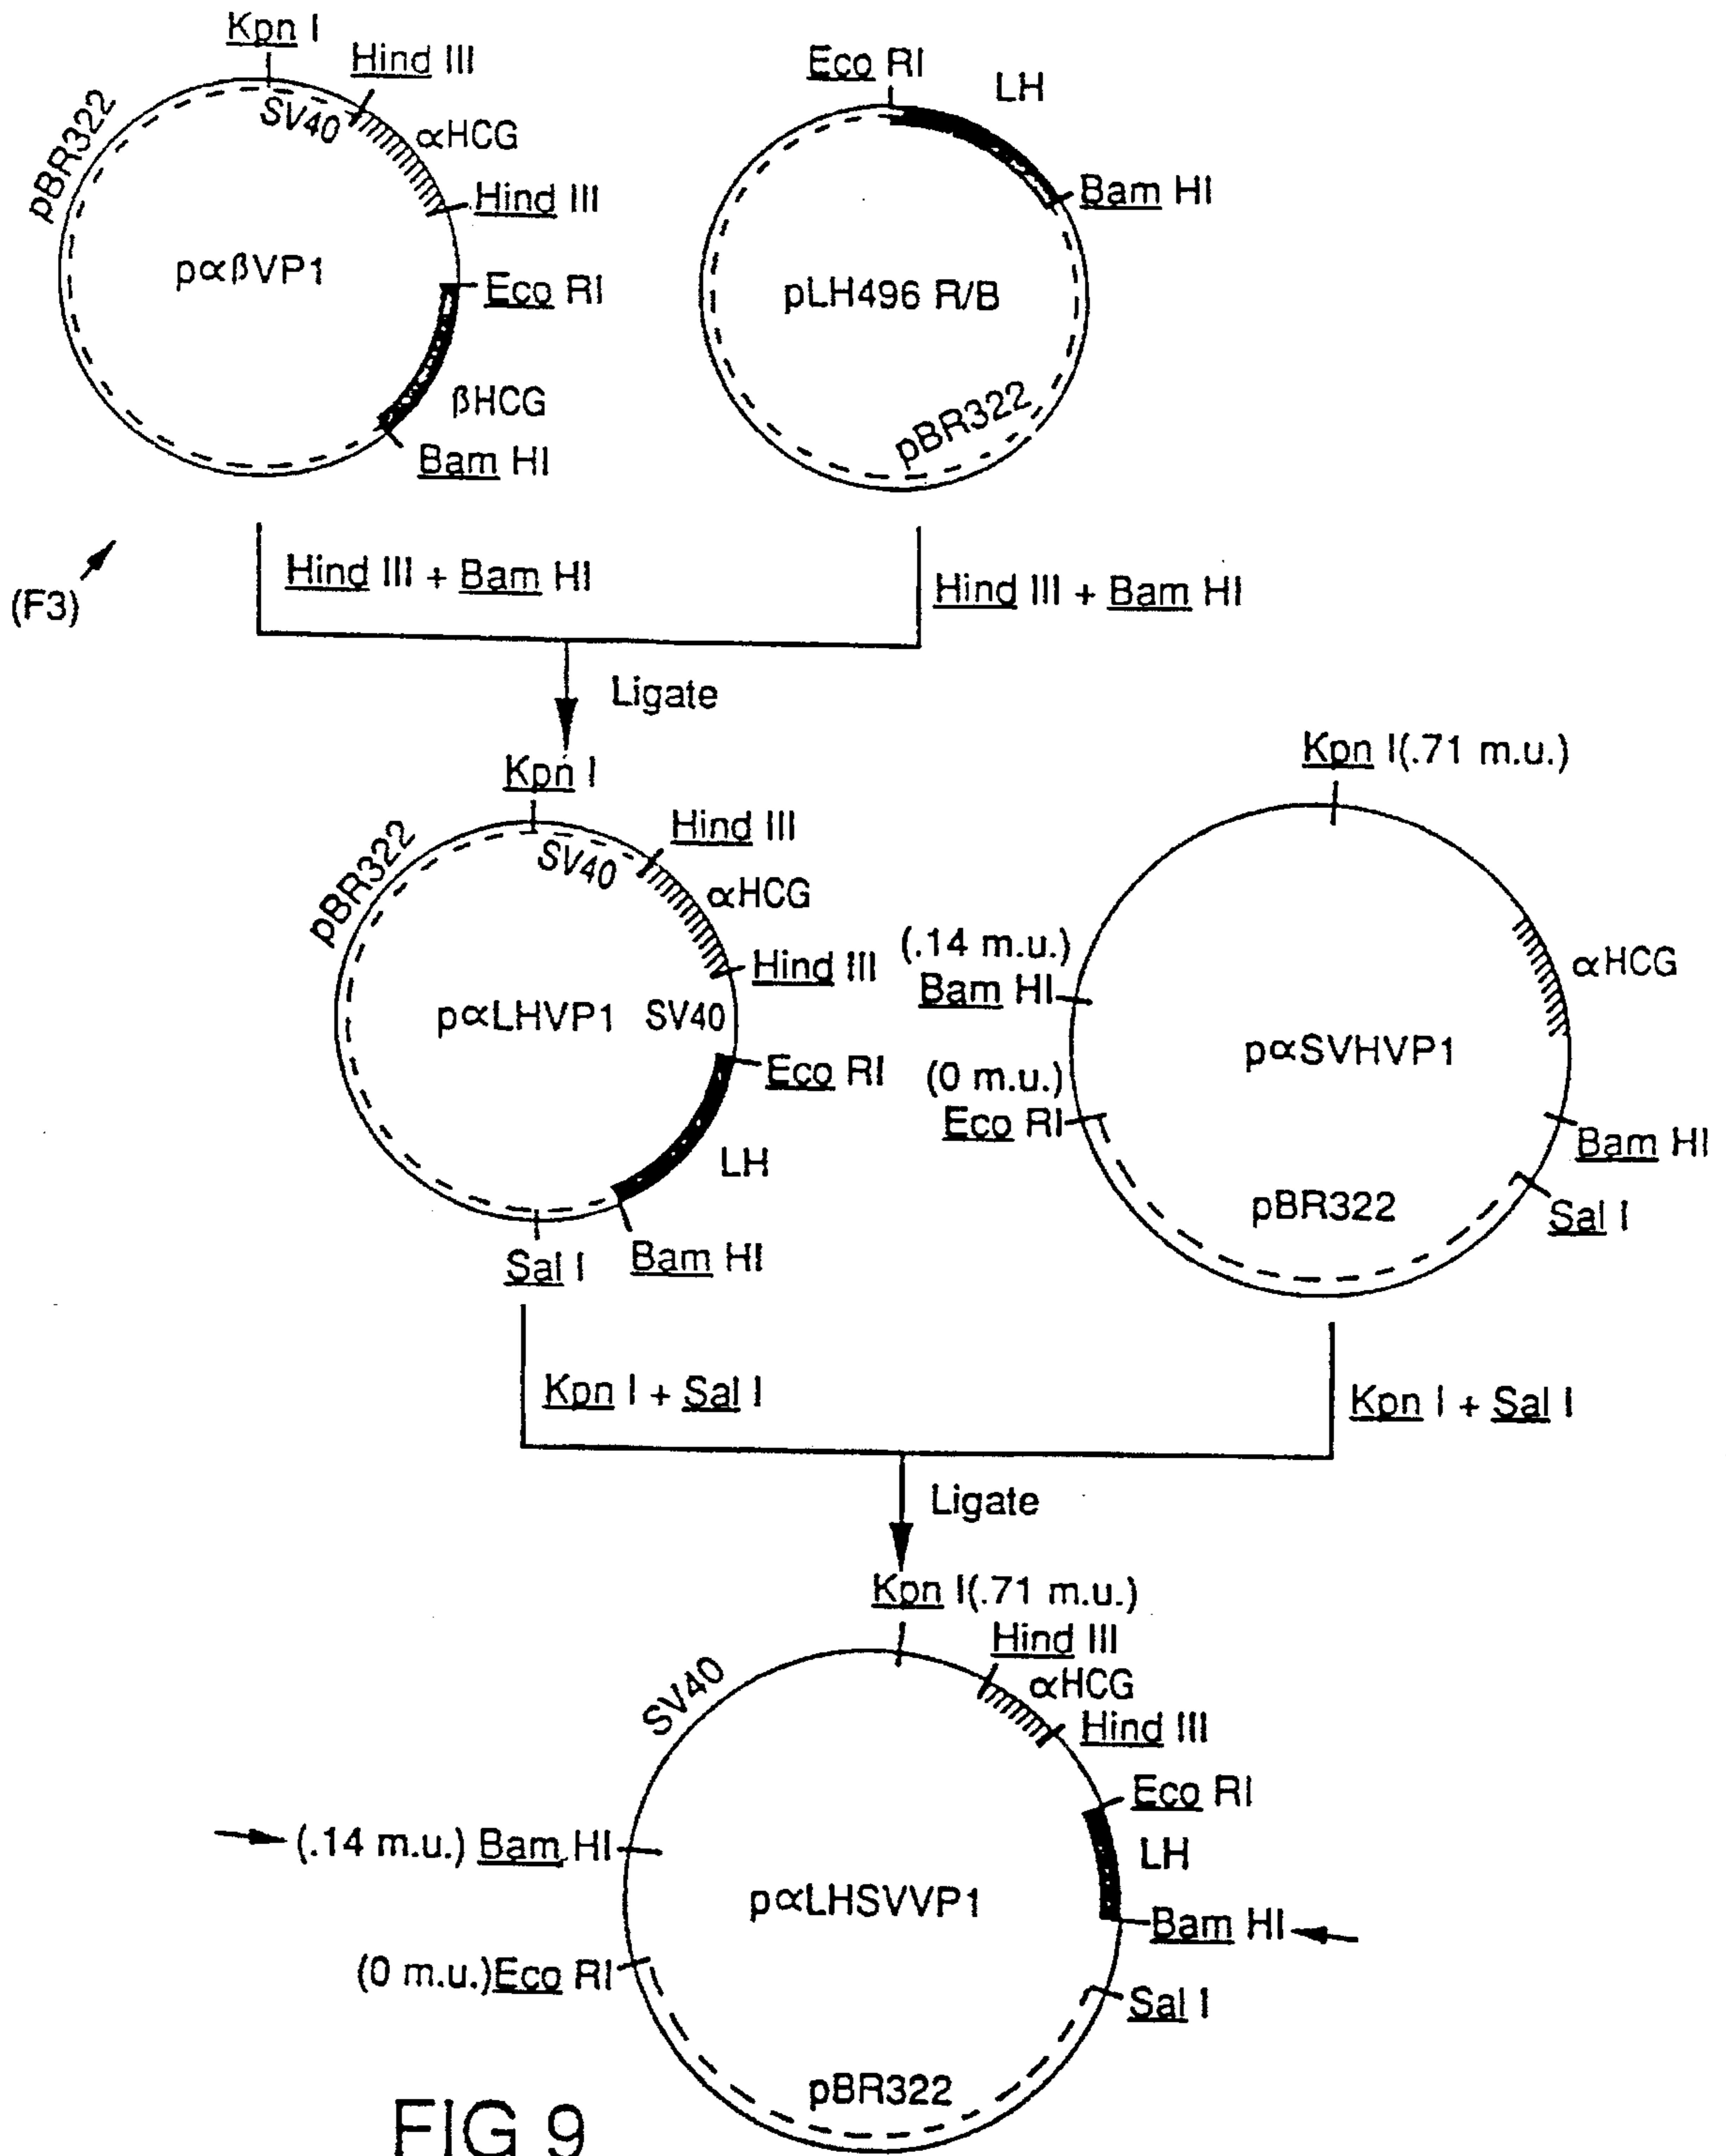 Kpn I
Hind III
pBR322
SV40
αHCG
Hind III
pαβVP1
Eco RI
βHCG
Bam HI
Eco RI
LH
Bam HI
pLH496 R/B
pBR322
(F3)
Hind III + Bam HI
Hind III + Bam HI
Ligate
Kpn I
Hind III
pBR322
SV40
αHCG
Hind III
pαLHVP1
SV40
Eco RI
LH
Bam HI
Sal I
Kpn I(.71 m.u.)
αHCG
(.14 m.u.)
Bam HI
pαSVHVP1
(0 m.u.)
Eco RI
Bam HI
pBR322
Sal I
Kpn I + Sal I
Kpn I + Sal I
Ligate
Kpn I(.71 m.u.)
Hind III
αHCG
SV40
Hind III
Eco RI
(.14 m.u.) Bam HI
LH
pαLHSVVP1
Bam HI
(0 m.u.)Eco RI
Sal I
pBR322
FIG 9